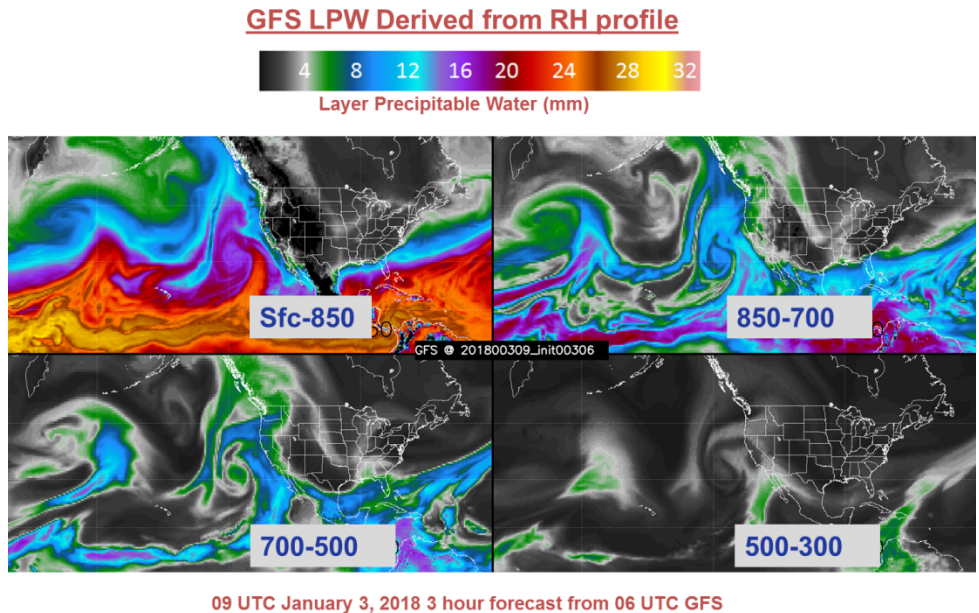 GFS LPW Derived from RH profile
4 8 12 16 20 24 28 32
Layer Precipitable Water (mm)
Sfc-850
850-700
GFS @ 201800309_init00306
700-500
500-300
09 UTC January 3, 2018 3 hour forecast from 06 UTC GFS